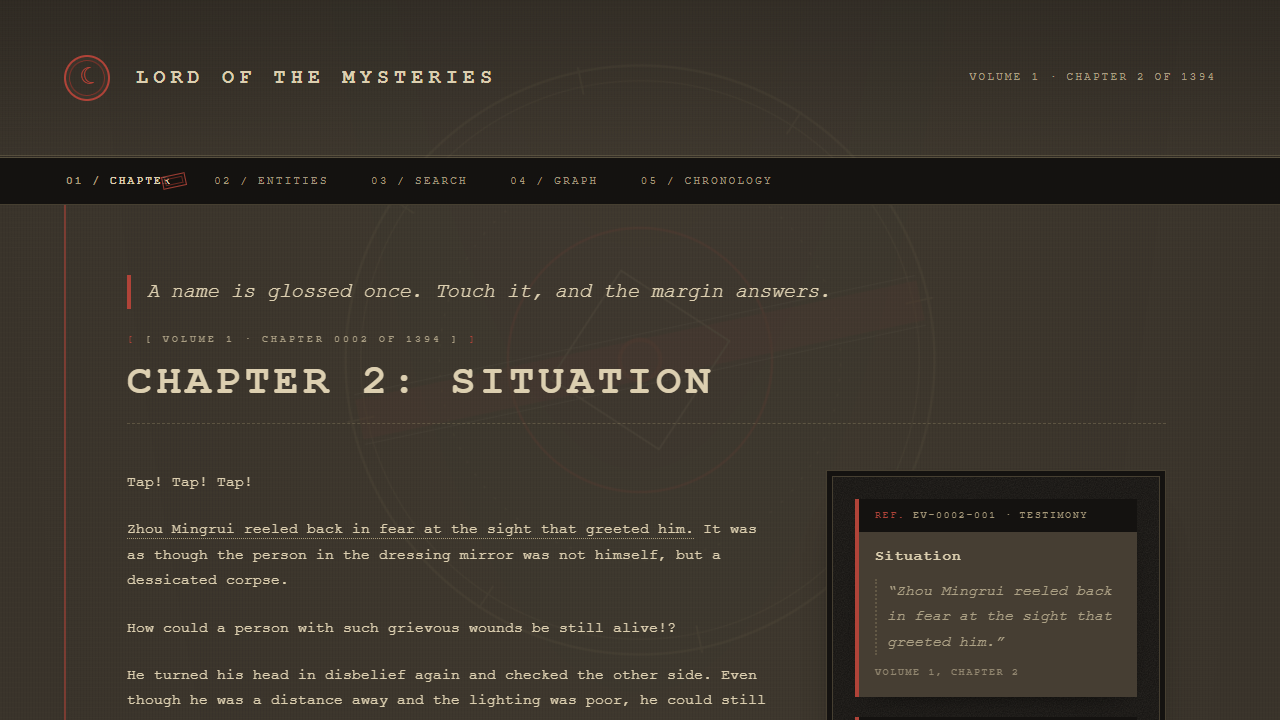 LORD OF THE MYSTERIES
VOLUME 1 · CHAPTER 2 OF 1394
01 / CHAPTER
02 / ENTITIES
03 / SEARCH
04 / GRAPH
05 / CHRONOLOGY
A name is glossed once. Touch it, and the margin answers.
[ [ VOLUME 1 · CHAPTER 0002 OF 1394 ] ]
CHAPTER 2: SITUATION
Tap! Tap! Tap!
Zhou Mingrui reeled back in fear at the sight that greeted him. It was
as though the person in the dressing mirror was not himself, but a
dessicated corpse.
How could a person with such grievous wounds be still alive!?
He turned his head in disbelief again and checked the other side. Even
though he was a distance away and the lighting was poor, he could still
REF. EV-0002-001 · TESTIMONY
Situation
“Zhou Mingrui reeled back
in fear at the sight that
greeted him.”
VOLUME 1, CHAPTER 2